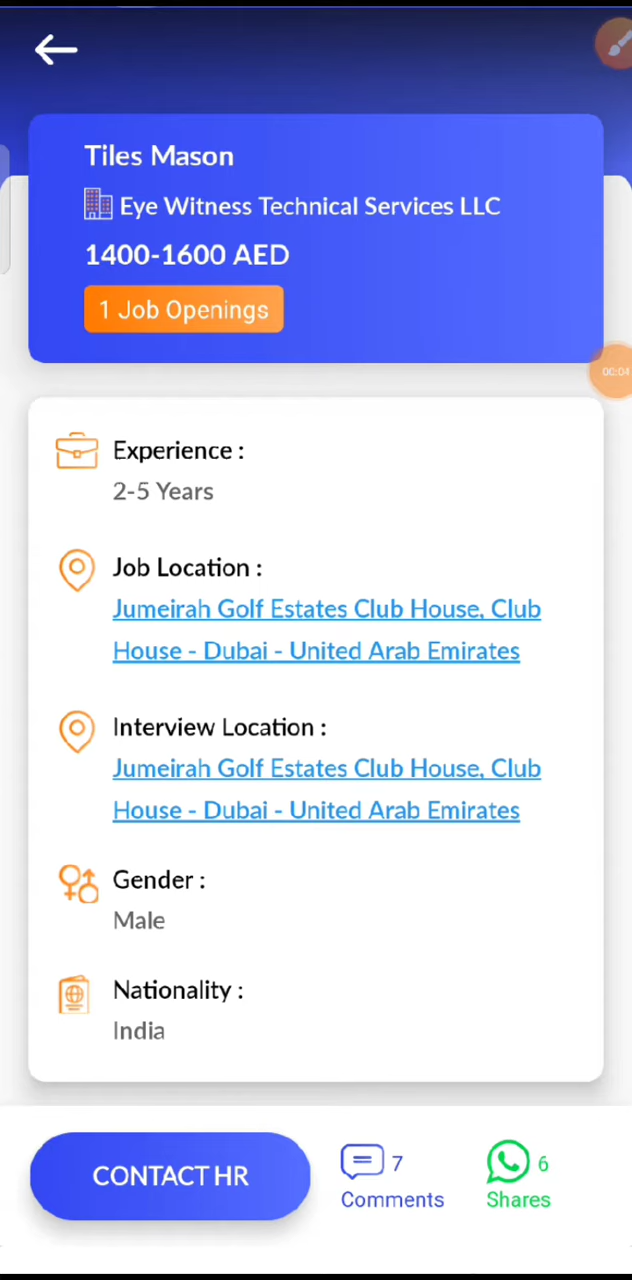 Tiles Mason
Eye Witness Technical Services LLC
1400-1600 AED
1 Job Openings
00:04
Experience :
2-5 Years
Job Location :
Jumeirah Golf Estates Club House, Club
House - Dubai - United Arab Emirates
Interview Location :
Jumeirah Golf Estates Club House, Club
House - Dubai - United Arab Emirates
Gender :
Male
Nationality :
India
CONTACT HR
7
Comments
6
Shares